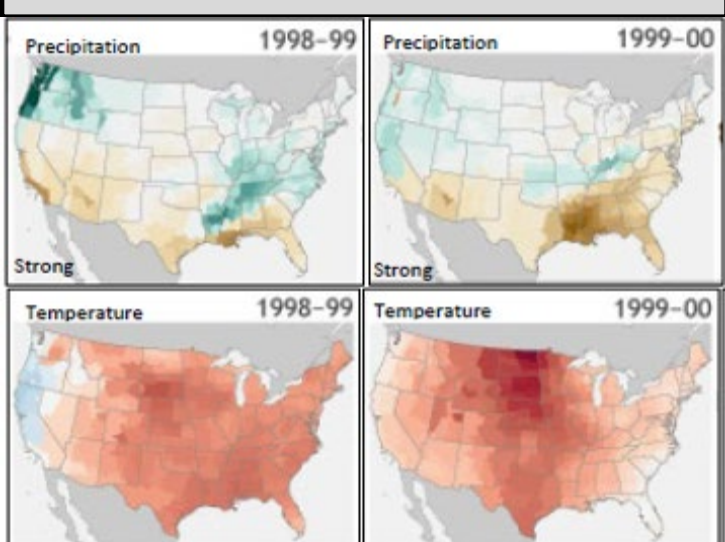 Precipitation 1998-99
Strong
Precipitation 1999-00
Strong
Temperature 1998-99
Temperature 1999-00